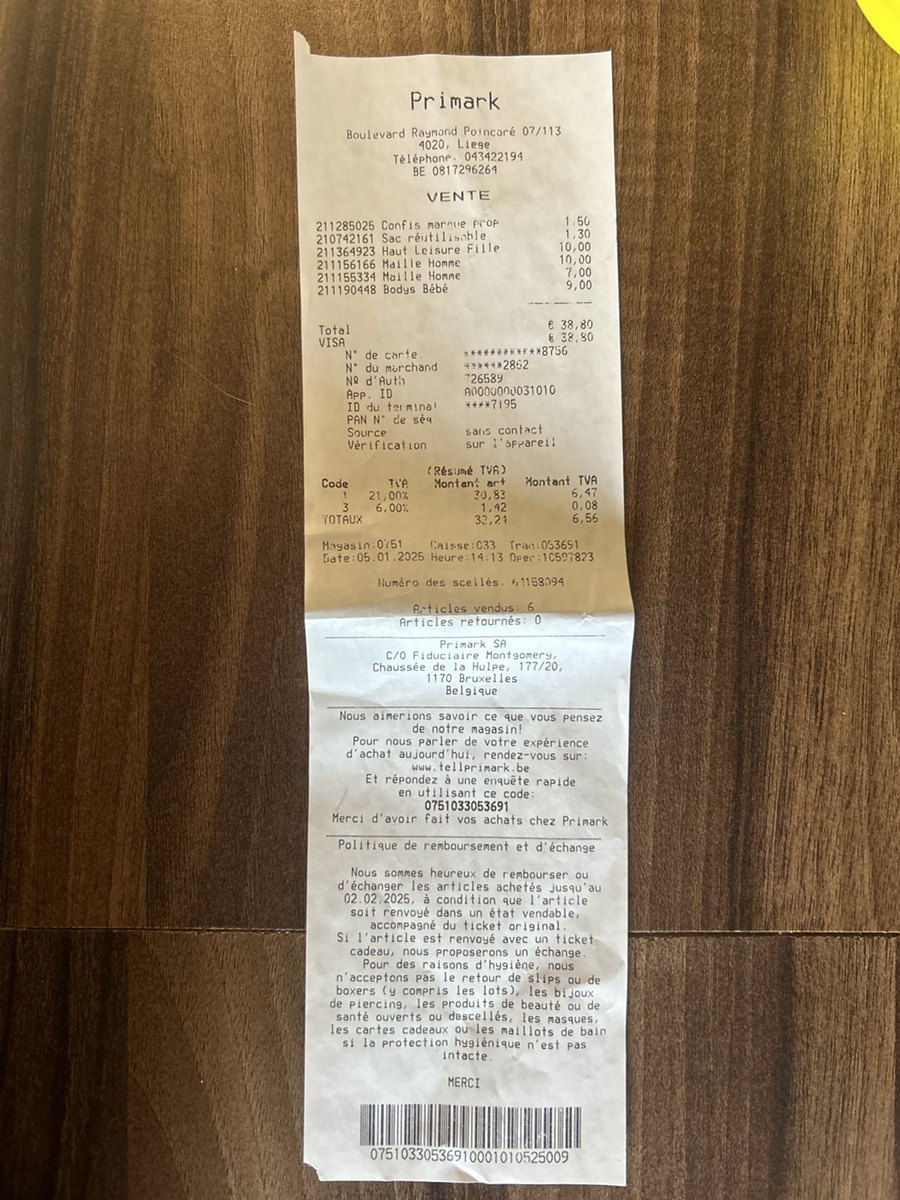 Primark
Boulevard Raymond Poincaré 07/113
4020, Liege
Téléphone. 043422194
BE 0817296264
VENTE
211285025 Confis marque prop 1,50
210742161 Sac réutilisable 1,30
211364923 Haut Leisure Fille 10,00
211156166 Maille Homme 10,00
211155334 Maille Homme 7,00
211190448 Bodys Bébé 9,00
Total € 38,80
VISA € 38,80
N° de carte. ************8756
N° du marchand ******2862
Nº d'Auth 726589
App. ID A0000000031010
ID du terminal ****7195
PAN N° de séq
Source sans contact
Vérification sur l'appareil
(Résumé TVA)
Code TVA Montant art Montant TVA
1 21,00% 30,83 6,47
3 6,00% 1,42 0,08
TOTAUX 6,56
Magasin:0751 Caisse:033 Tran:053691
Date:05.01.2025 Heure:14:13 Oper:10597823
Numéro des scellés.
Articles vendus: 6
Articles retournés: 0
Primark SA
C/O Fiduciaire Montgomery,
Chaussée de la Hulpe, 177/20,
1170 Bruxelles
Belgique
Nous aimerions savoir ce que vous pensez
de notre magasin!
Pour nous parler de votre expérience
d'achat aujourd'hui, rendez-vous sur:
www.tellprimark.be
Et répondez à une enquête rapide
en utilisant ce code:
0751033053691
Merci d'avoir fait vos achats chez Primark
Politique de remboursement et d'échange
Nous sommes heureux de rembourser ou
d'échanger les articles achetés jusqu'au
02.02.2025, à condition que l'article
soit renvoyé dans un état vendable,
accompagné du ticket original.
Si l'article est renvoyé avec un ticket
cadeau, nous proposerons un échange.
Pour des raisons d'hygiène, nous
n'acceptons pas le retour de slips ou de
boxers (y compris les lots), les bijoux
de piercing, les produits de beauté ou de
santé ouverts ou descellés, les masques,
les cartes cadeaux ou les maillots de bain
si la protection hygiénique n'est pas
intacte.
MERCI
07510330536910001010525009